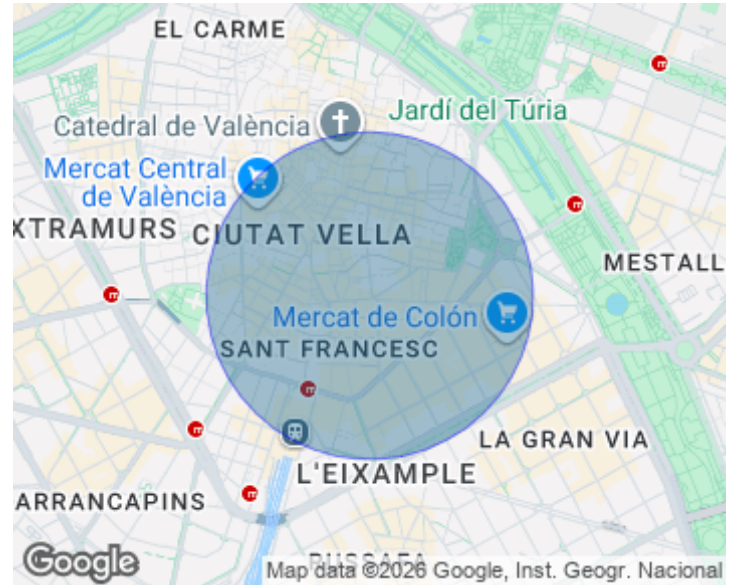 EL CARME
Jardí del Túria
Catedral de València
Mercat Central
de València
XTRAMURS
CIUTAT VELLA
MESTALL
Mercat de Colón
SANT FRANCESC
LA GRAN VIA
L'EIXAMPLE
ARRANCAPINS
RUSSAFA
Google
Map data ©2026 Google, Inst. Geogr. Nacional